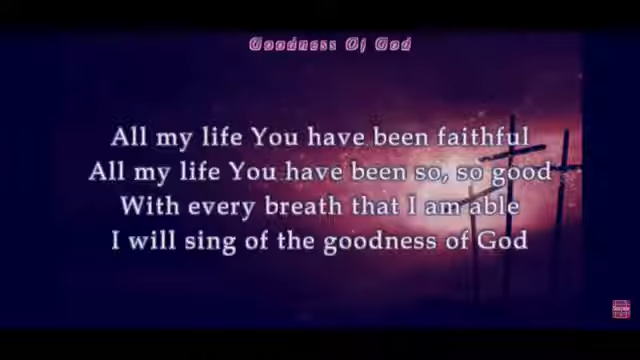 Goodness Of God
All my life You have been faithful
All my life You have been so, so good
With every breath that I am able
I will sing of the goodness of God